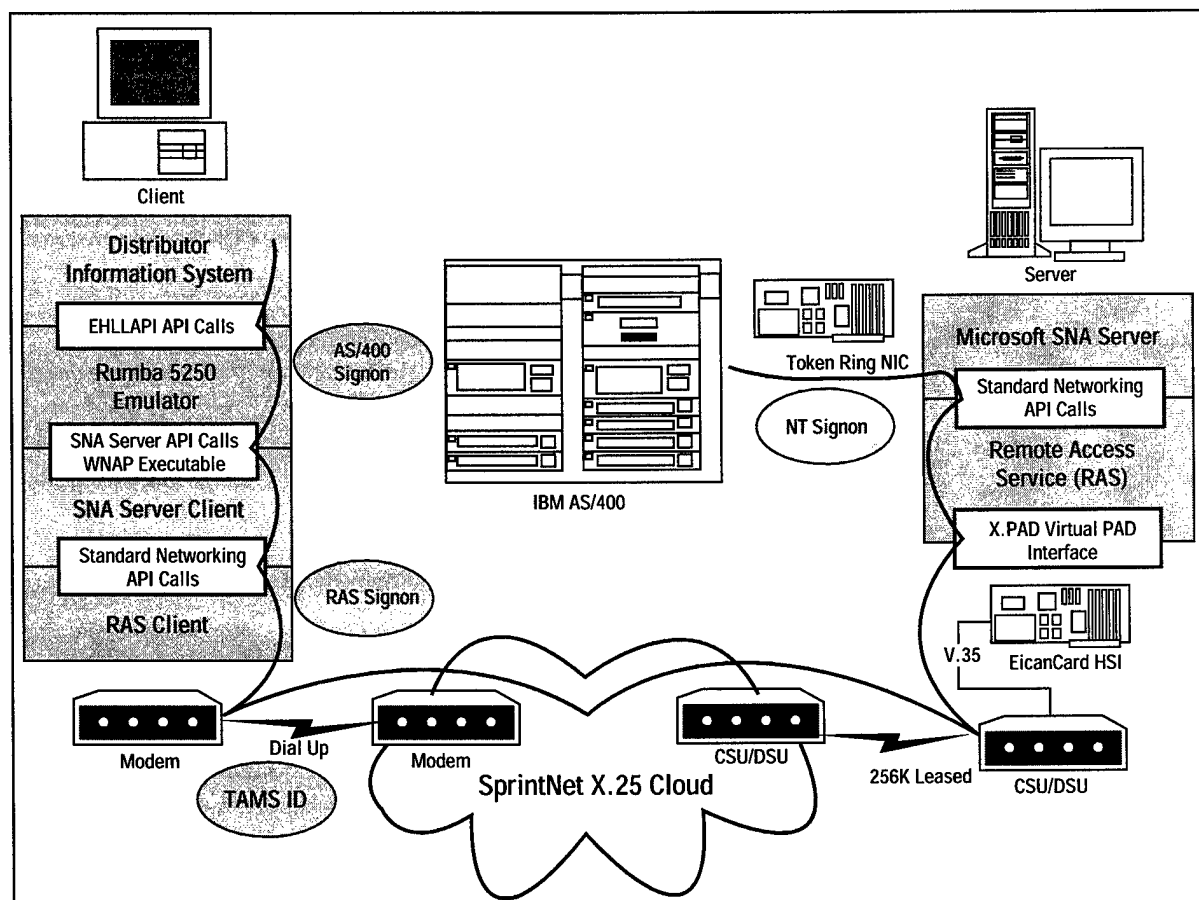 Client
Distributor
Information System
EHLLAPI API Calls
Rumba 5250
Emulator
SNA Server API Calls
WNAP Executable
SNA Server Client
Standard Networking
API Calls
RAS Client
AS/400
Signon
RAS Signon
IBM AS/400
Token Ring NIC
NT Signon
Server
Microsoft SNA Server
Standard Networking
API Calls
Remote Access
Service (RAS)
X.PAD Virtual PAD
Interface
V.35
EicanCard HSI
Modem
Dial Up
Modem
CSU/DSU
256K Leased
CSU/DSU
TAMS ID
SprintNet X.25 Cloud